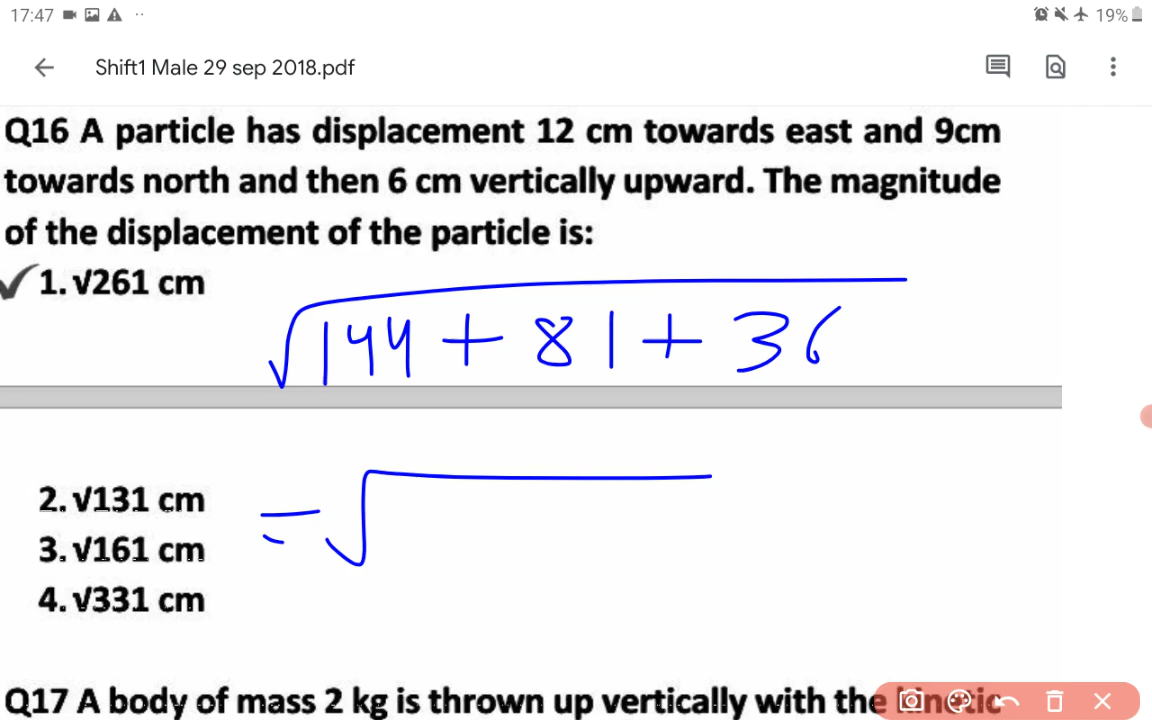 17:47
19%
Shift1 Male 29 sep 2018.pdf
Q16 A particle has displacement 12 cm towards east and 9cm
towards north and then 6 cm vertically upward. The magnitude
of the displacement of the particle is:
1. √261 cm
√144 + 81 + 36
2. √131 cm
= √
3. √161 cm
4. √331 cm
Q17 A body of mass 2 kg is thrown up vertically with the kinetic